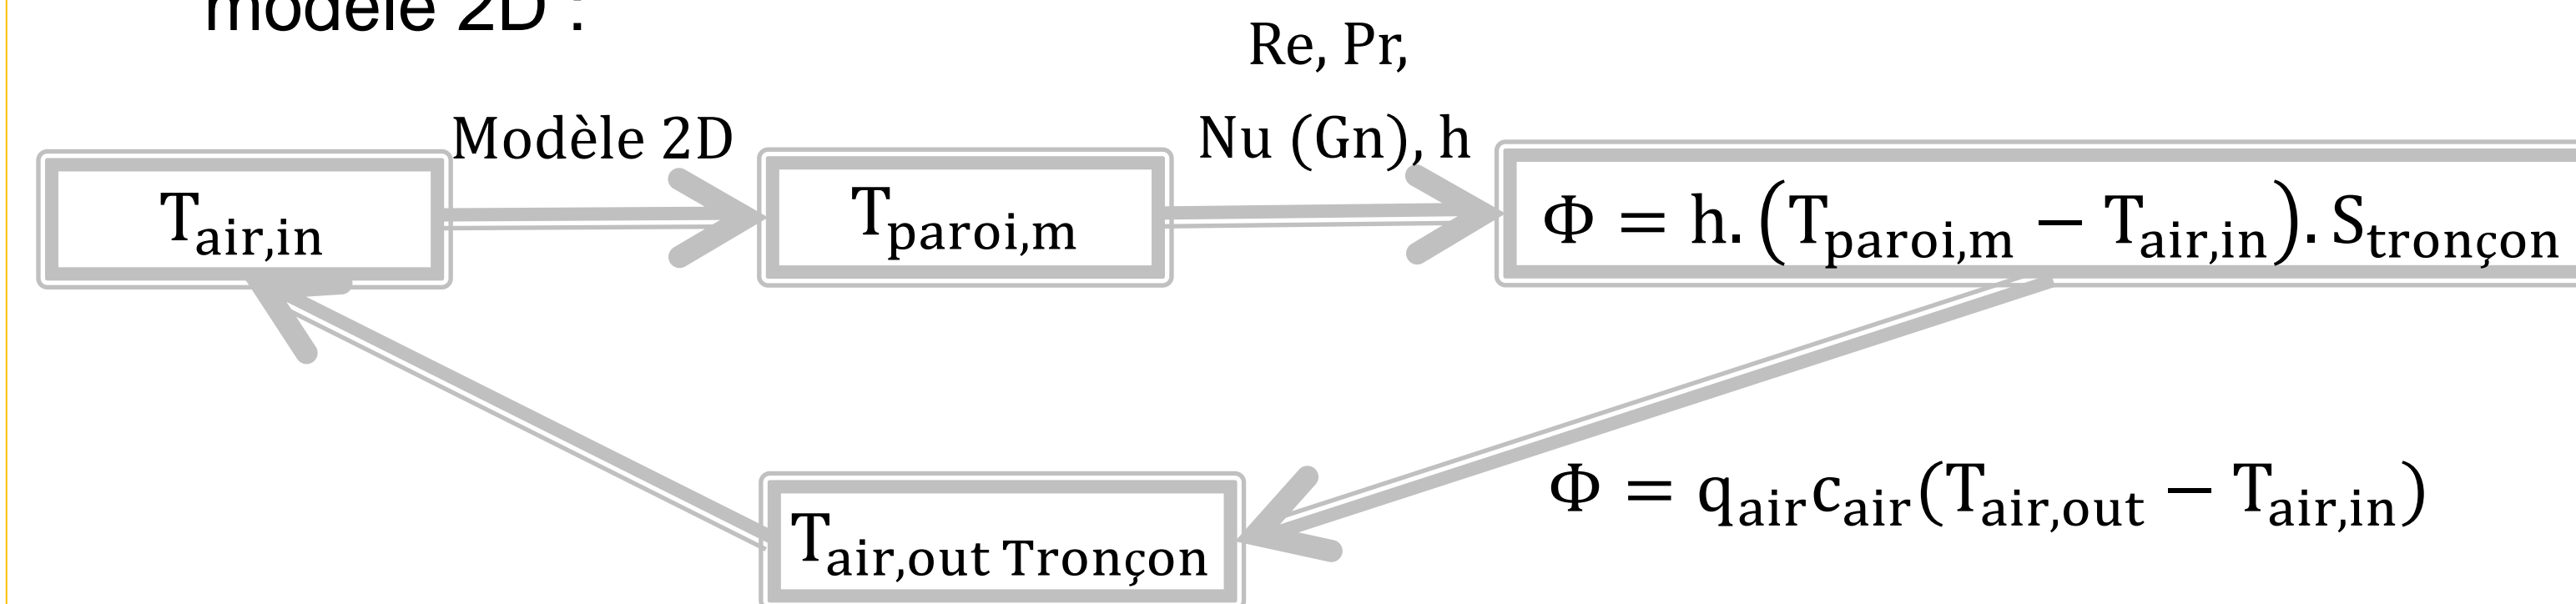 modèle 2D :
Re, Pr,
Modèle 2D
Nu (Gn), h
T_air,in
T_paroi,m
Φ = h. (T_paroi,m − T_air,in). S_tronçon
Φ = q_air c_air (T_air,out − T_air,in)
T_air,out Tronçon